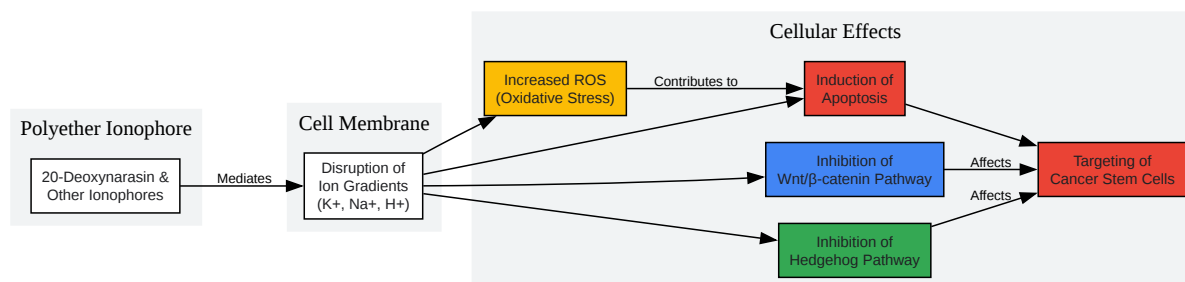 Polyether Ionophore
20-Deoxynarasin &
Other Ionophores
Mediates
Cell Membrane
Disruption of
Ion Gradients
(K+, Na+, H+)
Cellular Effects
Increased ROS
(Oxidative Stress)
Contributes to
Induction of
Apoptosis
Inhibition of
Wnt/β-catenin Pathway
Affects
Inhibition of
Hedgehog Pathway
Affects
Targeting of
Cancer Stem Cells